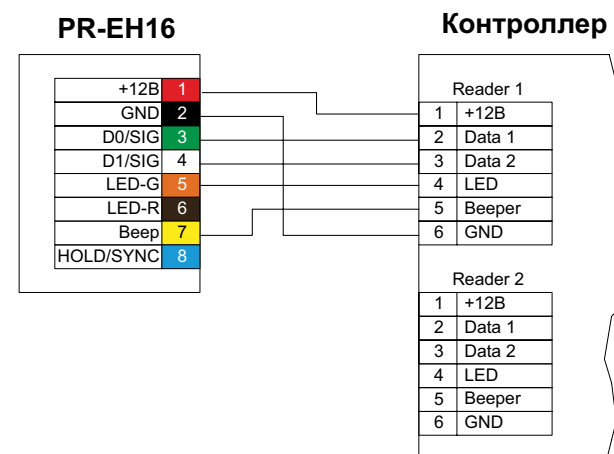 PR-EH16
Контроллер
+12В 1
GND 2
D0/SIG 3
D1/SIG 4
LED-G 5
LED-R 6
Beep 7
HOLD/SYNC 8
Reader 1
1 +12В
2 Data 1
3 Data 2
4 LED
5 Beeper
6 GND
Reader 2
1 +12В
2 Data 1
3 Data 2
4 LED
5 Beeper
6 GND